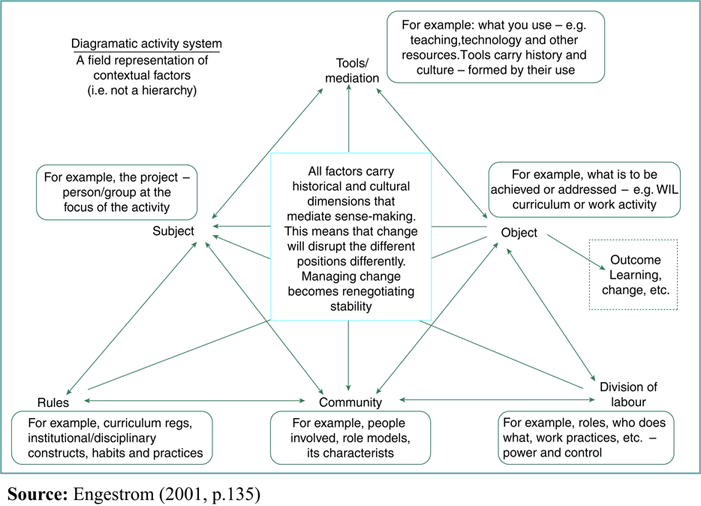 Diagramatic activity system
A field representation of
contextual factors
(i.e. not a hierarchy)
For example: what you use – e.g.
teaching,technology and other
resources.Tools carry history and
culture – formed by their use
Tools/
mediation
For example, the project –
person/group at the
focus of the activity
Subject
All factors carry
historical and cultural
dimensions that
mediate sense-making.
This means that change
will disrupt the different
positions differently.
Managing change
becomes renegotiating
stability
For example, what is to be
achieved or addressed – e.g. WIL
curriculum or work activity
Object
Outcome
Learning,
change, etc.
Rules
For example, curriculum regs,
institutional/disciplinary
constructs, habits and practices
Community
For example, people
involved, role models,
its characterists
Division of
labour
For example, roles, who does
what, work practices, etc. –
power and control
Source: Engestrom (2001, p.135)